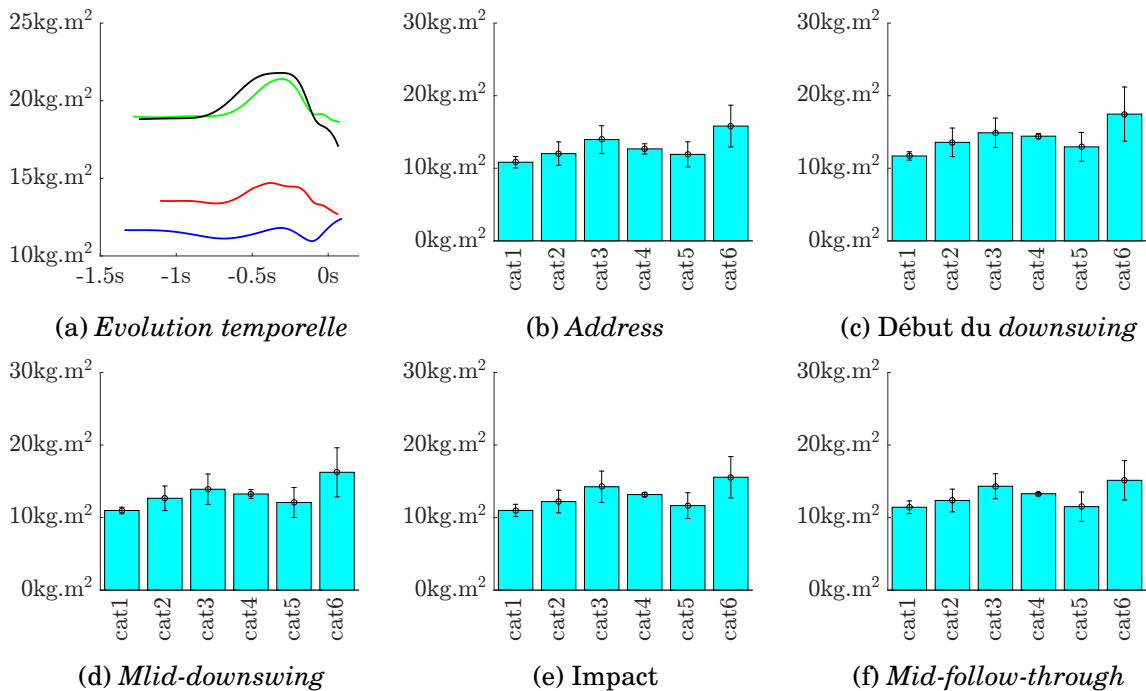 25kg.m²
20kg.m²
15kg.m²
10kg.m²
-1.5s -1s -0.5s 0s
(a) Evolution temporelle
30kg.m²
20kg.m²
10kg.m²
0kg.m²
cat1 cat2 cat3 cat4 cat5 cat6
(b) Address
30kg.m²
20kg.m²
10kg.m²
0kg.m²
cat1 cat2 cat3 cat4 cat5 cat6
(c) Début du downswing
30kg.m²
20kg.m²
10kg.m²
0kg.m²
cat1 cat2 cat3 cat4 cat5 cat6
(d) Mlid-downswing
30kg.m²
20kg.m²
10kg.m²
0kg.m²
cat1 cat2 cat3 cat4 cat5 cat6
(e) Impact
30kg.m²
20kg.m²
10kg.m²
0kg.m²
cat1 cat2 cat3 cat4 cat5 cat6
(f) Mid-follow-through